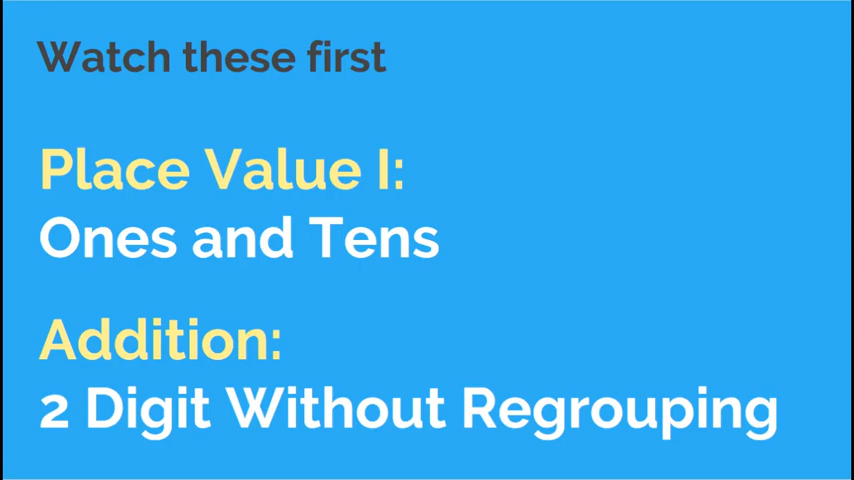 Watch these first
Place Value I:
Ones and Tens
Addition:
2 Digit Without Regrouping